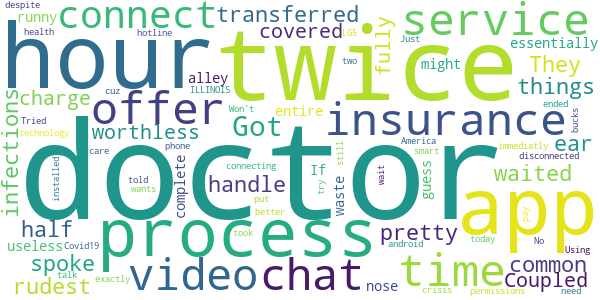 despite
runny connect transferred service
health hotline covered LG5 Just essentially
hour twice fully might They
alley two things
charge cuz ILLINOIS
infections offer insurance ended bucks
Tried Won't
technology worthless entire Got ear
doctor
installed care phone America immediatly disconnected
connecting If smart still
told wants handle guess waited
try wait
half complete put waste app
better process pretty common
useless Covid19 took
spoke android today No pay
video chat time Coupled
rudest talk exactly nose Using
crisis permissions need